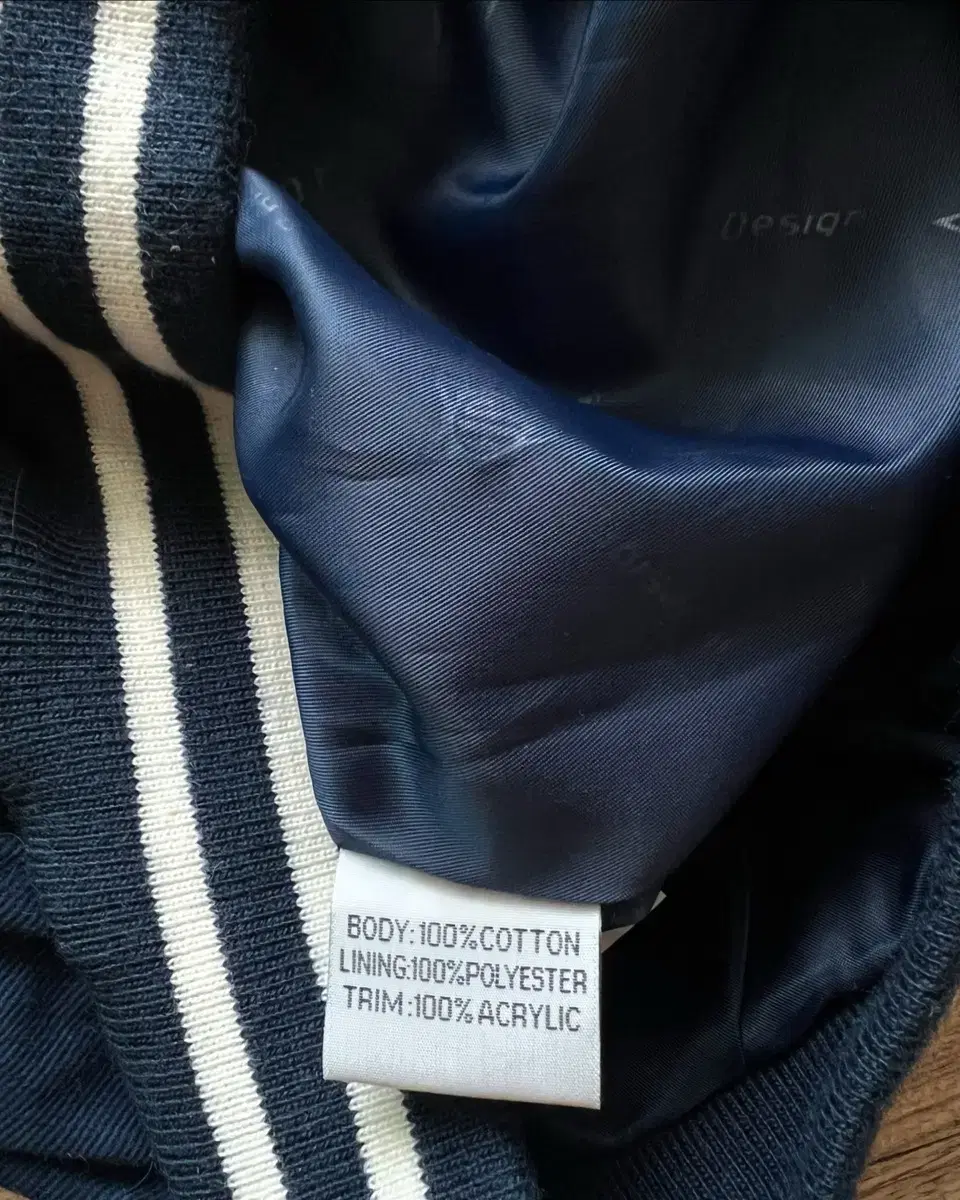 Design
BODY:100%COTTON
LINING:100%POLYESTER
TRIM:100%ACRYLIC